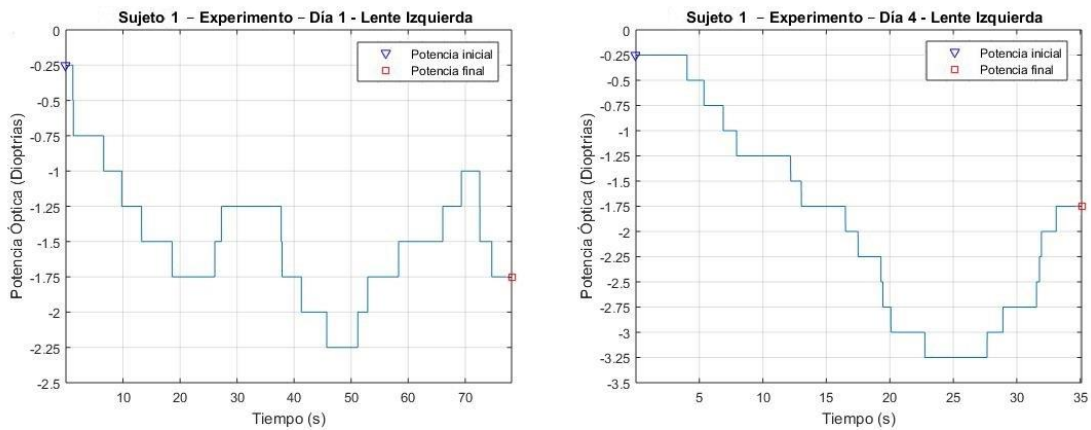 Sujeto 1 – Experimento – Día 1 - Lente Izquierda
Potencia Óptica (Dioptrías)
0
-0.25
-0.5
-0.75
-1
-1.25
-1.5
-1.75
-2
-2.25
-2.5
Potencia inicial
Potencia final
10 20 30 40 50 60 70
Tiempo (s)
Sujeto 1 – Experimento – Día 4 - Lente Izquierda
Potencia Óptica (Dioptrías)
0
-0.25
-0.5
-0.75
-1
-1.25
-1.5
-1.75
-2
-2.25
-2.5
-2.75
-3
-3.25
-3.5
Potencia inicial
Potencia final
5 10 15 20 25 30 35
Tiempo (s)